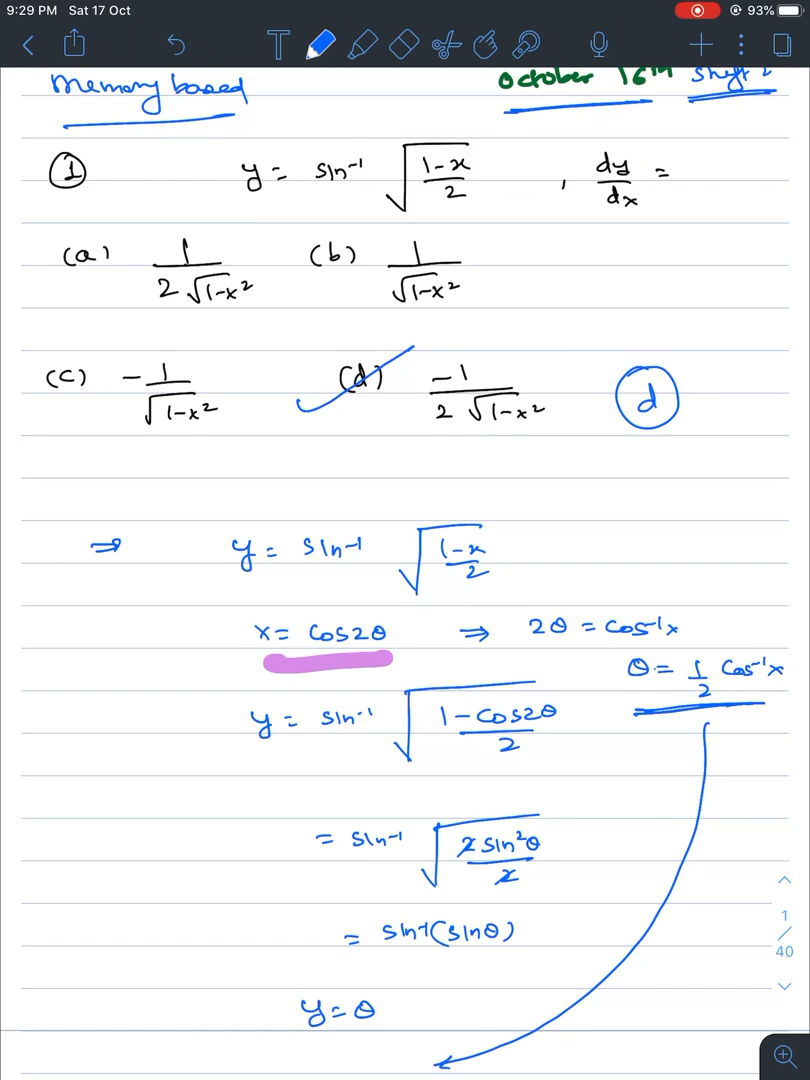 9:29 PM Sat 17 Oct 93%
T
Memory based October 16th Shift 2
① y = sin⁻¹ √((1-x)/2) , dy/dx =
(a) 1/(2√(1-x²)) (b) 1/√(1-x²)
(c) -1/√(1-x²) (d) -1/(2√(1-x²)) d
⇒ y = sin⁻¹ √((1-x)/2)
x = cos2θ ⇒ 2θ = cos⁻¹x
θ = 1/2 cos⁻¹x
y = sin⁻¹ √((1-cos2θ)/2)
= sin⁻¹ √((2sin²θ)/2)
= sin⁻¹(sinθ)
y = θ
1
/
40